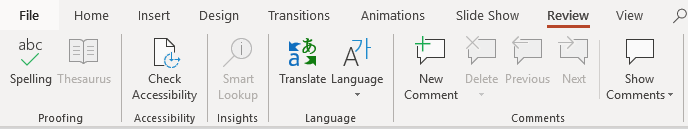 File Home Insert Design Transitions Animations Slide Show Review View
abc
Spelling Thesaurus Check Accessibility Smart Lookup Translate Language New Comment Delete Previous Next Show Comments
Proofing Accessibility Insights Language Comments